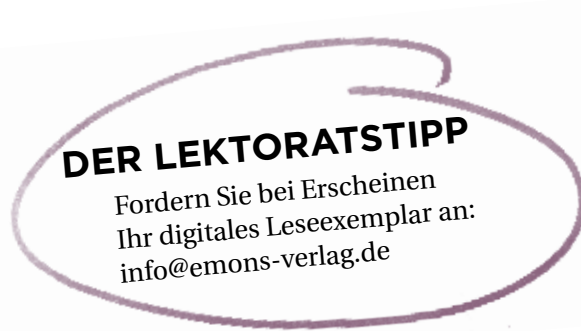 DER LEKTORATSTIPP
Fordern Sie bei Erscheinen
Ihr digitales Leseexemplar an:
info@emons-verlag.de